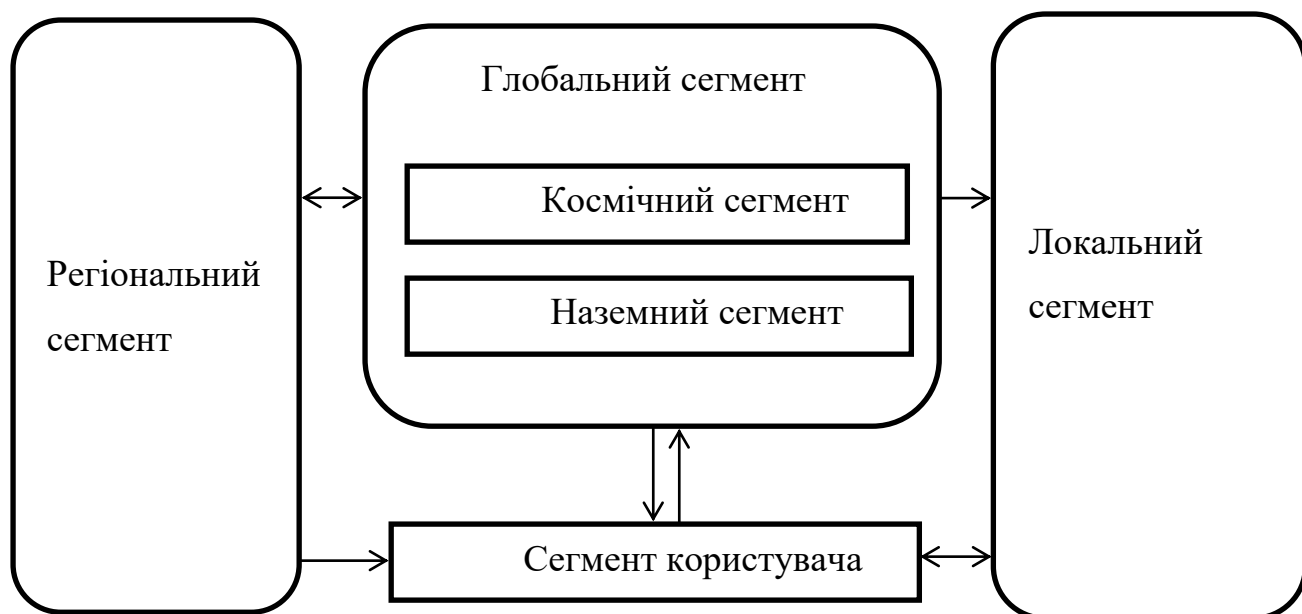 Глобальний сегмент
Космічний сегмент
Наземний сегмент
Регіональний
сегмент
Локальний
сегмент
Сегмент користувача